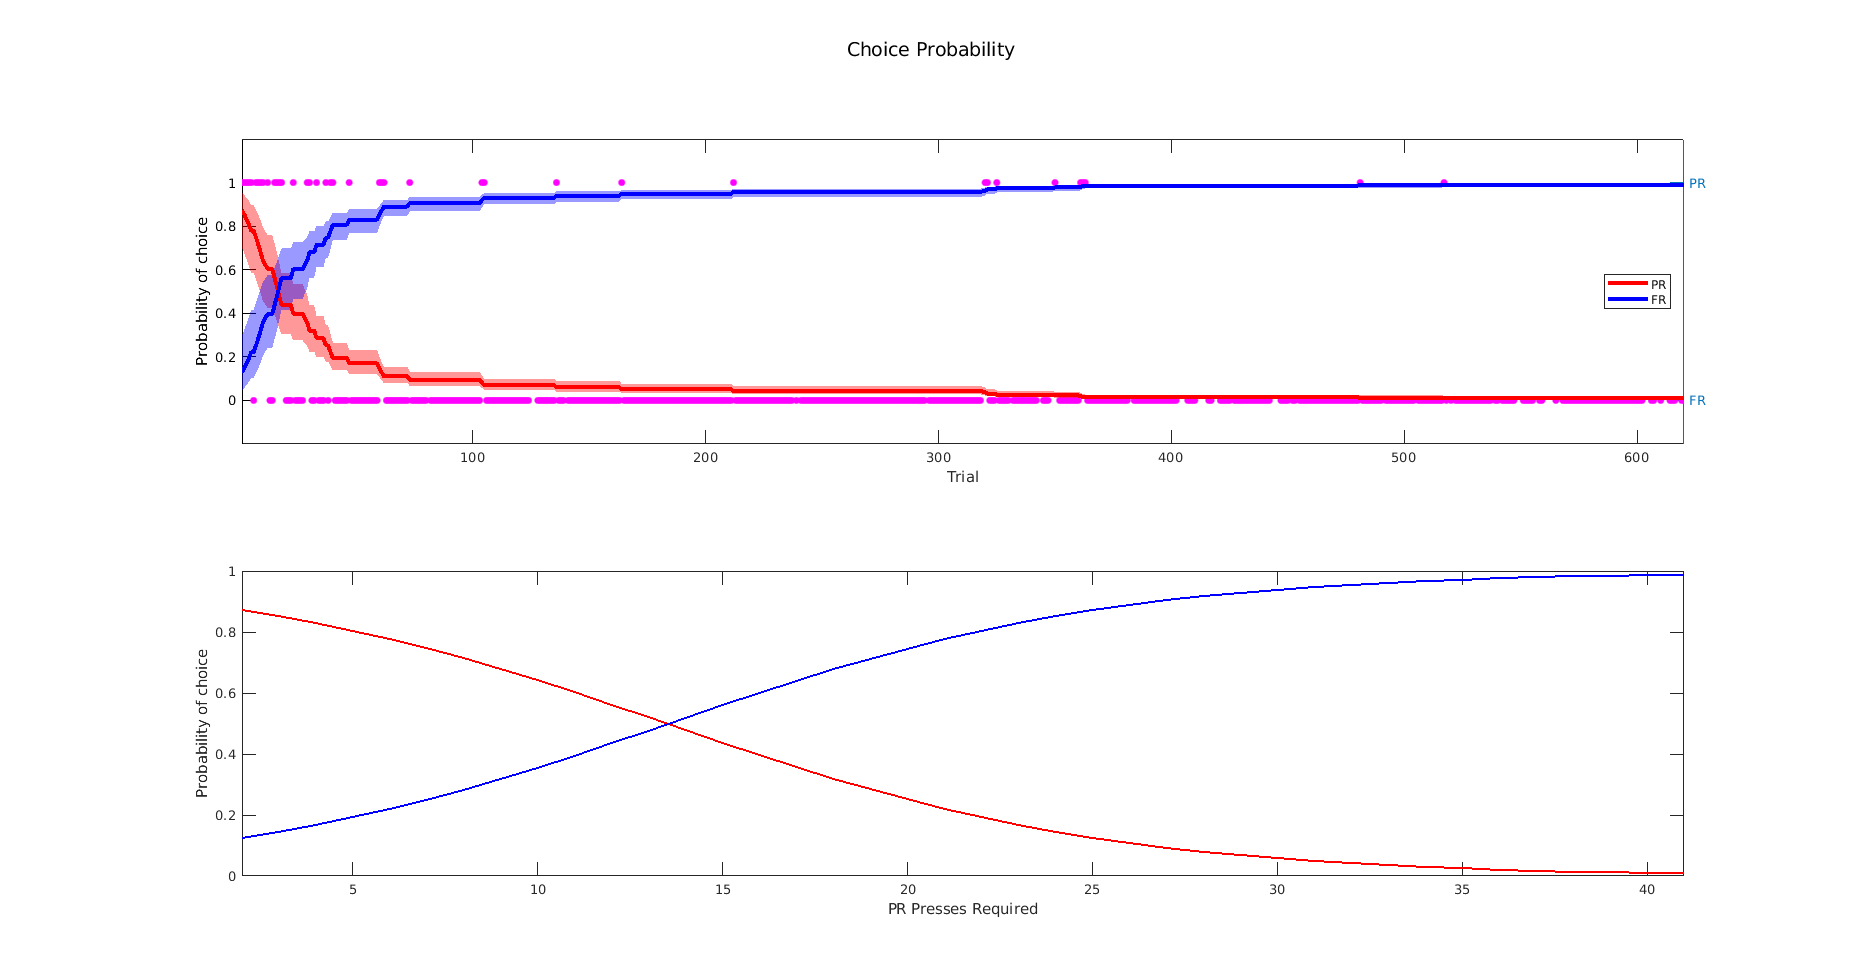 Choice Probability
Probability of choice
1
0.8
0.6
0.4
0.2
0
PR
FR
PR
FR
100 200 300 400 500 600
Trial
Probability of choice
1
0.8
0.6
0.4
0.2
0
5 10 15 20 25 30 35 40
PR Presses Required